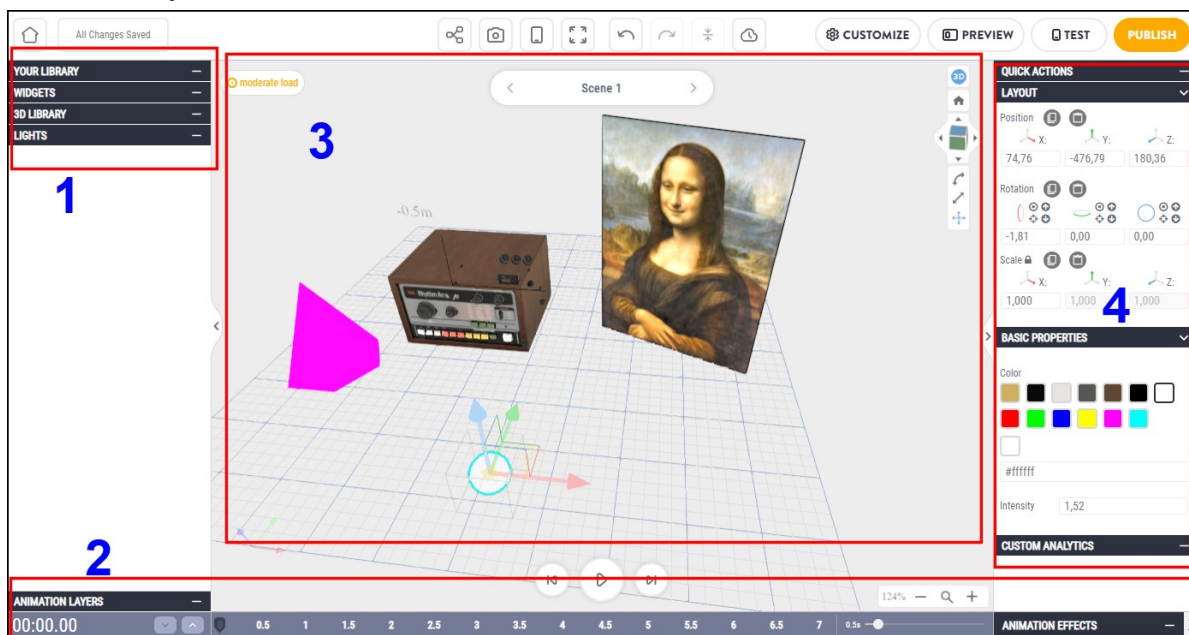 All Changes Saved
CUSTOMIZE
PREVIEW
TEST
PUBLISH
YOUR LIBRARY
WIDGETS
3D LIBRARY
LIGHTS
1
moderate load
Scene 1
3D
3
-0.5m
QUICK ACTIONS
LAYOUT
Position
X: Y: Z:
74,76 -476,79 180,36
Rotation
-1,81 0,00 0,00
Scale
X: Y: Z:
1,000 1,000 1,000
4
BASIC PROPERTIES
Color
#ffffff
Intensity 1,52
CUSTOM ANALYTICS
2
124%
ANIMATION LAYERS
00:00.00
0.5 1 1.5 2 2.5 3 3.5 4 4.5 5 5.5 6 6.5 7 0.5s
ANIMATION EFFECTS